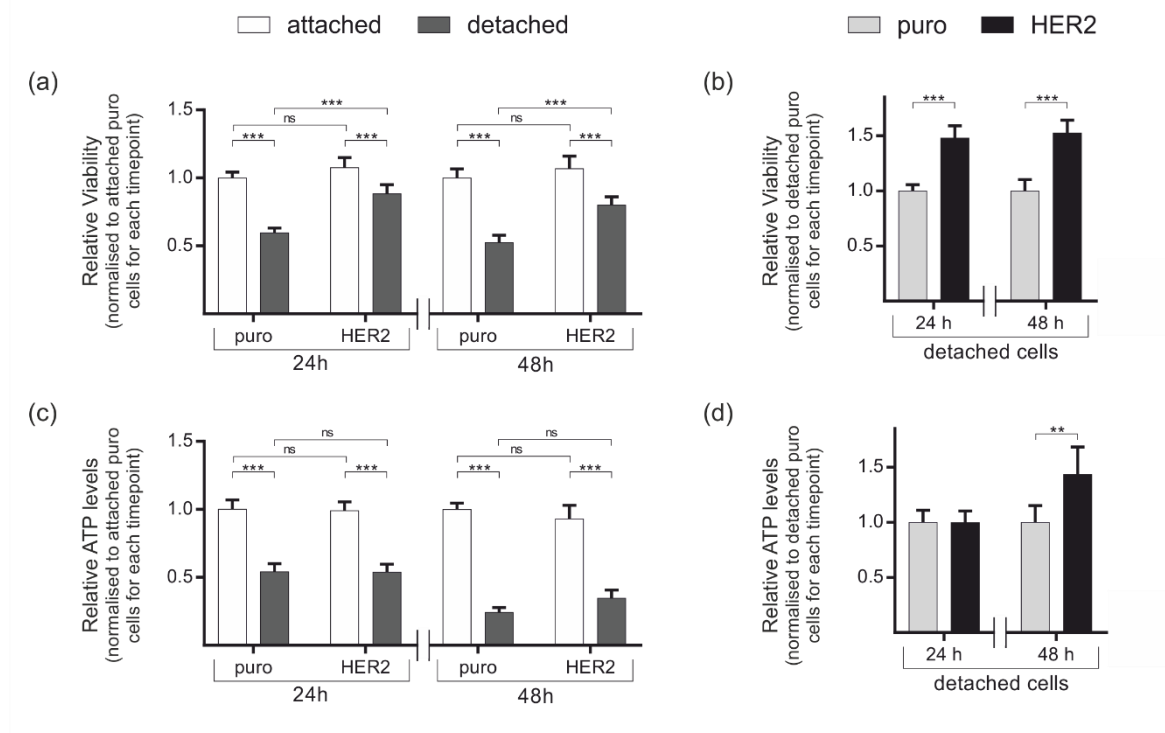 attached detached
puro HER2
(a)
Relative Viability
(normalised to attached puro
cells for each timepoint)
1.5
1.0
0.5
*** ***
ns ns
*** *** *** ***
puro HER2 puro HER2
24h 48h
(b)
Relative Viability
(normalised to detached puro
cells for each timepoint)
1.5
1.0
0.5
*** ***
24 h 48 h
detached cells
(c)
Relative ATP levels
(normalised to attached puro
cells for each timepoint)
1.5
1.0
0.5
ns ns
ns ns
*** *** *** ***
puro HER2 puro HER2
24h 48h
(d)
Relative ATP levels
(normalised to detached puro
cells for each timepoint)
1.5
1.0
0.5
**
24 h 48 h
detached cells